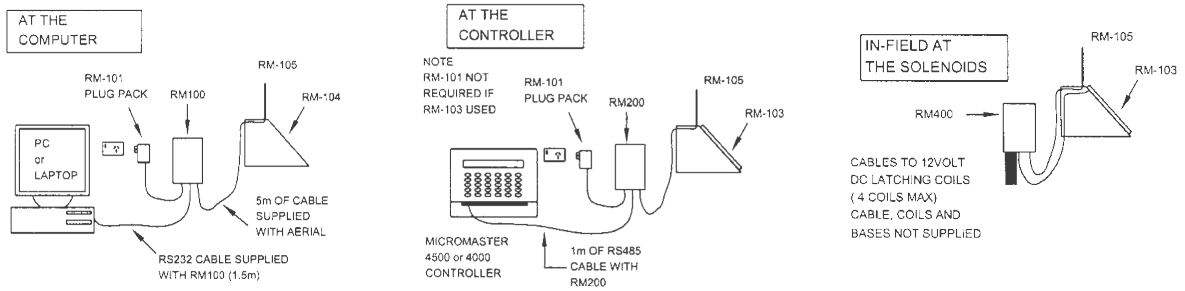 AT THE
COMPUTER
RM-101
PLUG PACK
RM100
RM-105
RM-104
PC
or
LAPTOP
5m OF CABLE
SUPPLIED
WITH AERIAL
RS232 CABLE SUPPLIED
WITH RM100 (1.5m)
AT THE
CONTROLLER
NOTE
RM-101 NOT
REQUIRED IF
RM-103 USED
RM-101
PLUG PACK
RM200
RM-105
RM-103
MICROMASTER
4500 or 4000
CONTROLLER
1m OF RS485
CABLE WITH
RM200
IN-FIELD AT
THE SOLENOIDS
RM-105
RM-103
RM400
CABLES TO 12VOLT
DC LATCHING COILS
( 4 COILS MAX)
CABLE, COILS AND
BASES NOT SUPPLIED